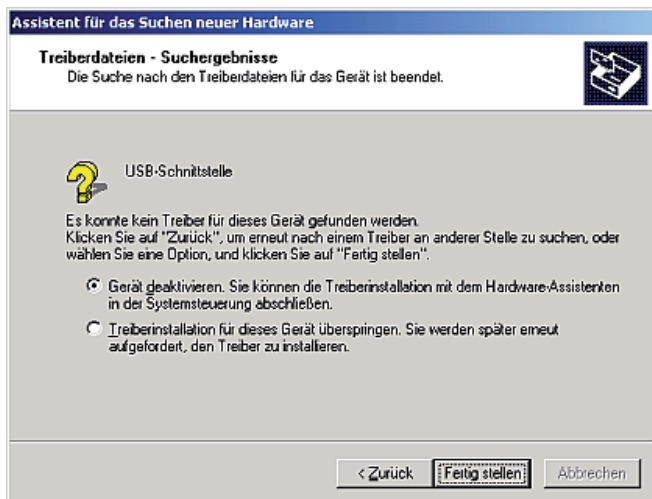 Assistent für das Suchen neuer Hardware
Treiberdateien - Suchergebnisse
Die Suche nach den Treiberdateien für das Gerät ist beendet.
USB-Schnittstelle
Es konnte kein Treiber für dieses Gerät gefunden werden.
Klicken Sie auf "Zurück", um erneut nach einem Treiber an anderer Stelle zu suchen, oder
wählen Sie eine Option, und klicken Sie auf "Fertig stellen".
Gerät deaktivieren. Sie können die Treiberinstallation mit dem Hardware-Assistenten
in der Systemsteuerung abschließen.
Treiberinstallation für dieses Gerät überspringen. Sie werden später erneut
aufgefordert, den Treiber zu installieren.
< Zurück
Fertig stellen
Abbrechen